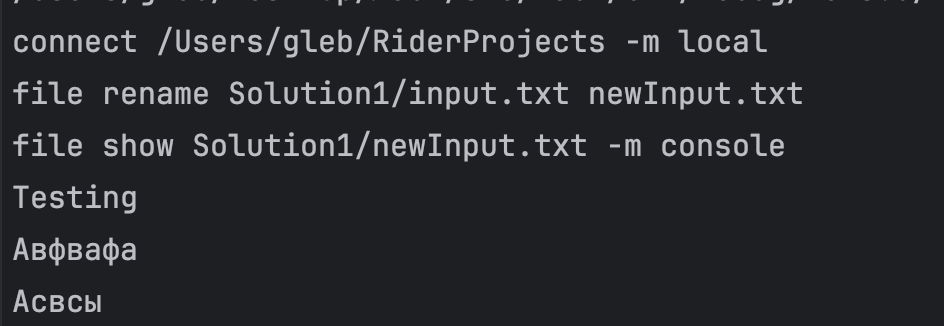 connect /Users/gleb/RiderProjects -m local
file rename Solution1/input.txt newInput.txt
file show Solution1/newInput.txt -m console
Testing
Авфвафа
Асвсы